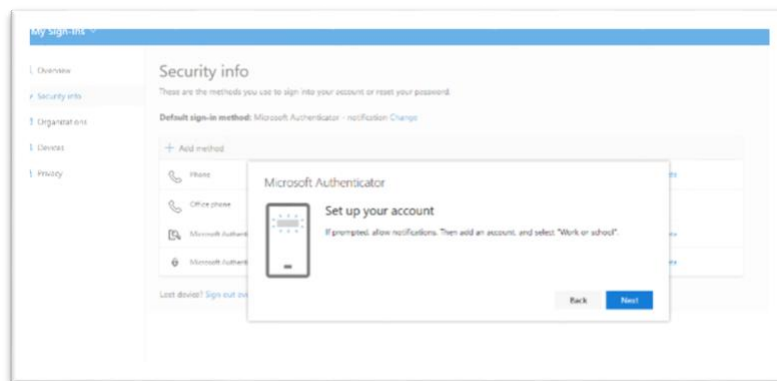 My Sign-Ins
Overview
Security info
Organizations
Devices
Privacy
Security info
These are the methods you use to sign into your account or reset your password.
Default sign-in method: Microsoft Authenticator - notification Change
+ Add method
Phone
Office phone
Microsoft Authent
Microsoft Authent
Lost device? Sign out
Microsoft Authenticator
Set up your account
If prompted, allow notifications. Then add an account, and select "Work or school".
Back
Next